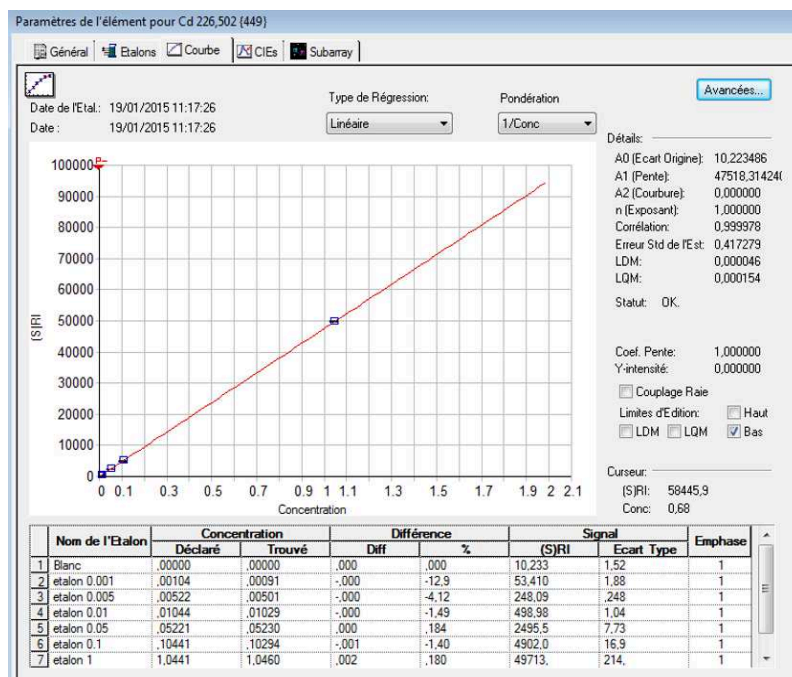 Paramètres de l'élément pour Cd 226,502 {449}
Général Etalons Courbe CIEs Subarray
Avancées...
Type de Régression: Pondération
Date de l'Etal.: 19/01/2015 11:17:26
Date : 19/01/2015 11:17:26
Linéaire 1/Conc
Détails:
A0 (Ecart Origine): 10,223486
A1 (Pente): 47518,314240
A2 (Courbure): 0,000000
n (Exposant): 1,000000
Corrélation: 0,999978
Erreur Std de l'Est: 0,417279
LDM: 0,000046
LQM: 0,000154
Statut: OK.
Coef. Pente: 1,000000
Y-intensité: 0,000000
Couplage Raie
Limites d'Edition: Haut
LDM LQM Bas
Curseur:
(S)RI: 58445,9
Conc: 0,68
100000
90000
80000
70000
60000
50000
40000
30000
20000
10000
0
(S)RI
0 0.1 0.3 0.5 0.7 0.9 1 1.1 1.3 1.5 1.7 1.9 2 2.1
Concentration
Nom de l'Etalon Concentration Différence Signal Emphase
Déclaré Trouvé Diff % (S)RI Ecart Type
1 Blanc ,00000 ,00000 ,000 ,000 10,233 1,52 1
2 etalon 0.001 ,00104 ,00091 -,000 -12,9 53,410 1,88 1
3 etalon 0.005 ,00522 ,00501 -,000 -4,12 248,09 ,248 1
4 etalon 0.01 ,01044 ,01029 -,000 -1,49 498,98 1,04 1
5 etalon 0.05 ,05221 ,05230 ,000 ,184 2495,5 7,73 1
6 etalon 0.1 ,10441 ,10294 -,001 -1,40 4902,0 16,9 1
7 etalon 1 1,0441 1,0460 ,002 ,180 49713, 214, 1